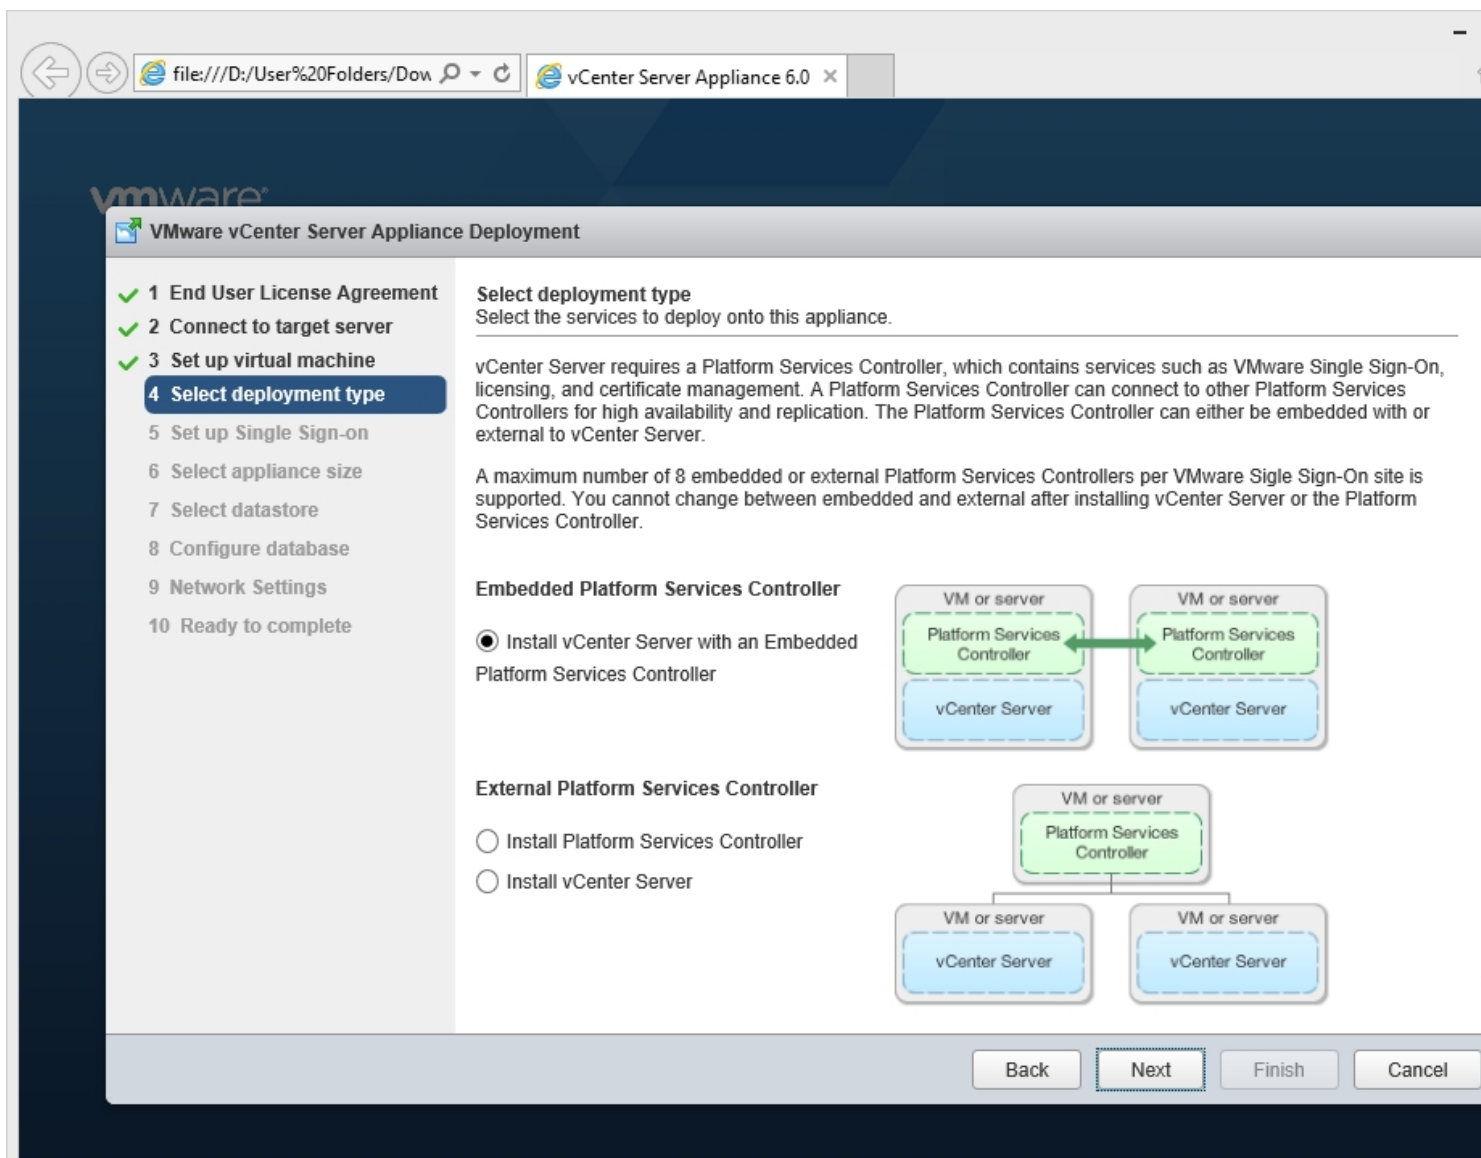 file:///D:/User%20Folders/Dow
vCenter Server Appliance 6.0
vmware®
VMware vCenter Server Appliance Deployment
1 End User License Agreement
2 Connect to target server
3 Set up virtual machine
4 Select deployment type
5 Set up Single Sign-on
6 Select appliance size
7 Select datastore
8 Configure database
9 Network Settings
10 Ready to complete
Select deployment type
Select the services to deploy onto this appliance.
vCenter Server requires a Platform Services Controller, which contains services such as VMware Single Sign-On,
licensing, and certificate management. A Platform Services Controller can connect to other Platform Services
Controllers for high availability and replication. The Platform Services Controller can either be embedded with or
external to vCenter Server.
A maximum number of 8 embedded or external Platform Services Controllers per VMware Sigle Sign-On site is
supported. You cannot change between embedded and external after installing vCenter Server or the Platform
Services Controller.
Embedded Platform Services Controller
Install vCenter Server with an Embedded
Platform Services Controller
VM or server
Platform Services
Controller
vCenter Server
VM or server
Platform Services
Controller
vCenter Server
External Platform Services Controller
Install Platform Services Controller
Install vCenter Server
VM or server
Platform Services
Controller
VM or server
vCenter Server
VM or server
vCenter Server
Back
Next
Finish
Cancel